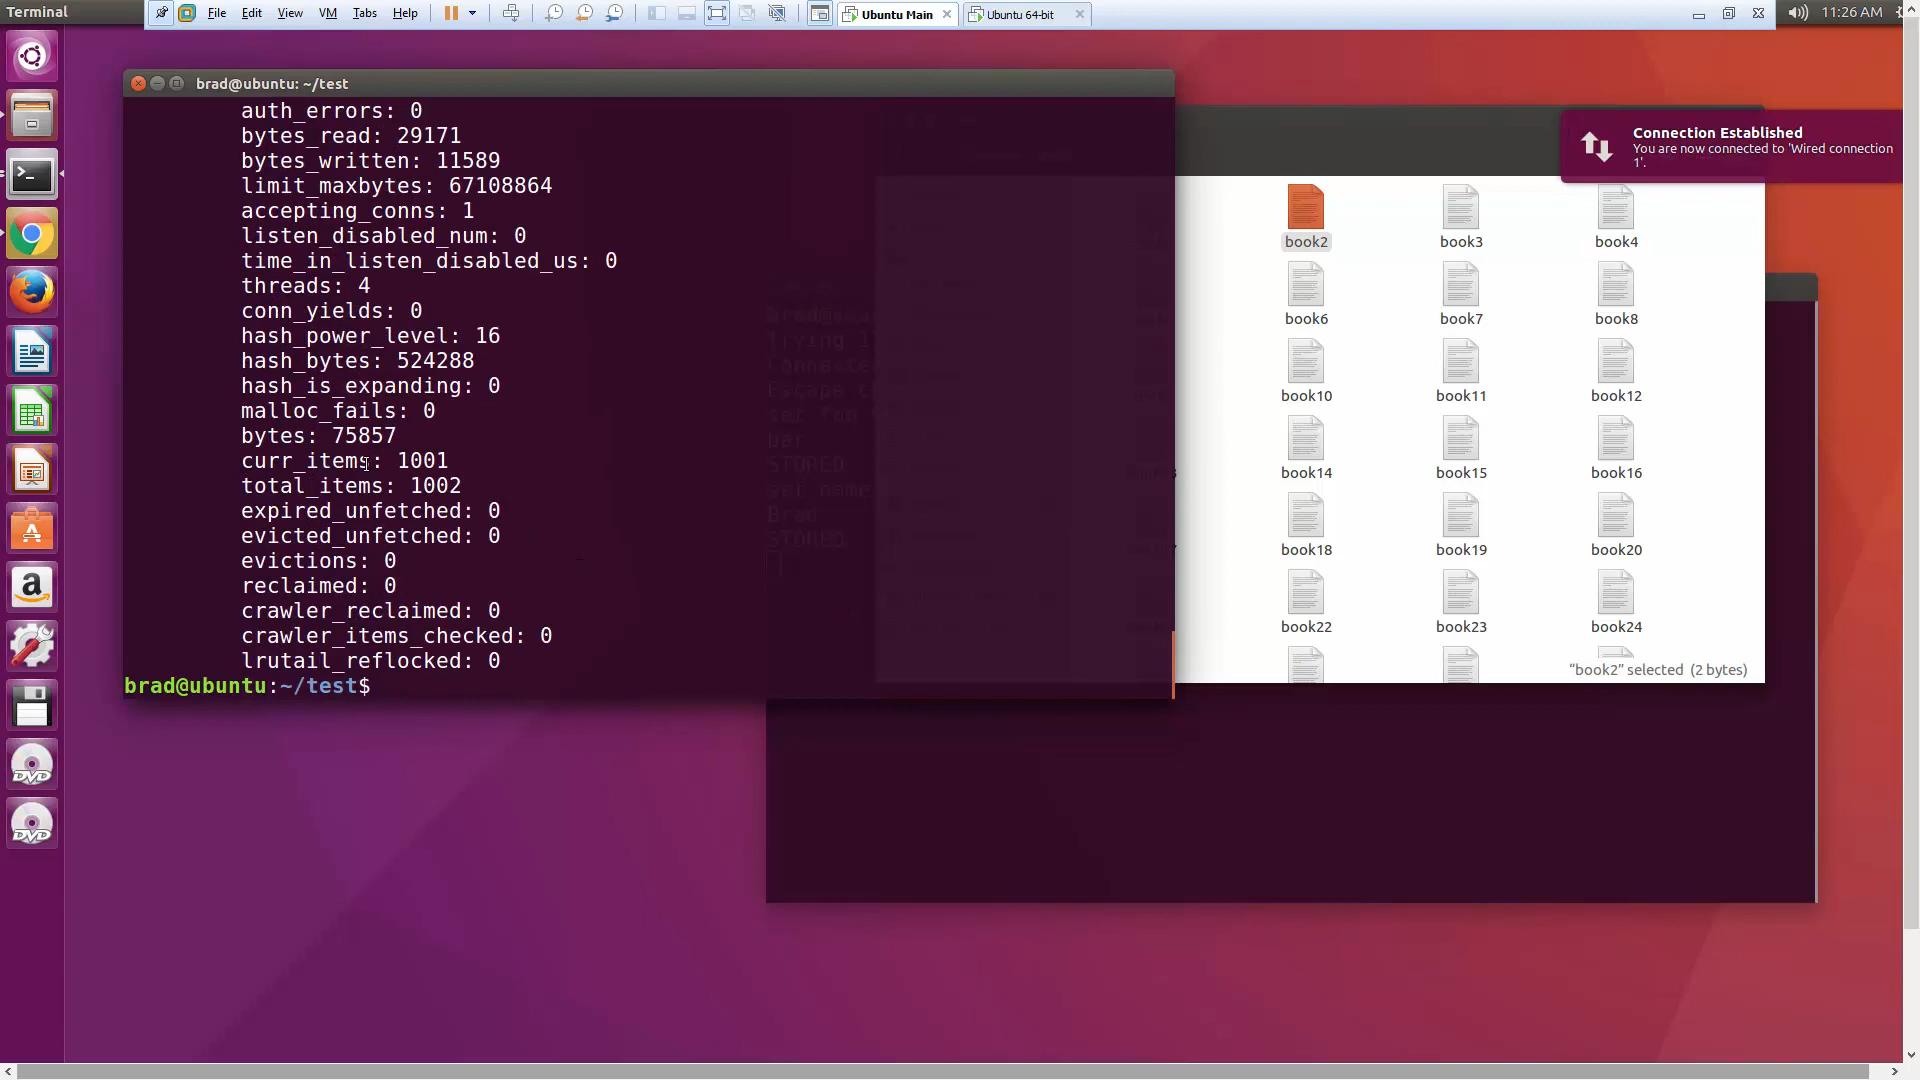 Terminal
File Edit View VM Tabs Help
Ubuntu Main
Ubuntu 64-bit
11:26 AM
brad@ubuntu: ~/test
auth_errors: 0
bytes_read: 29171
bytes_written: 11589
limit_maxbytes: 67108864
accepting_conns: 1
listen_disabled_num: 0
time_in_listen_disabled_us: 0
threads: 4
conn_yields: 0
hash_power_level: 16
hash_bytes: 524288
hash_is_expanding: 0
malloc_fails: 0
bytes: 75857
curr_items: 1001
total_items: 1002
expired_unfetched: 0
evicted_unfetched: 0
evictions: 0
reclaimed: 0
crawler_reclaimed: 0
crawler_items_checked: 0
lrutail_reflocked: 0
brad@ubuntu:~/test$
Connection Established
You are now connected to 'Wired connection
1'.
book2 book3 book4
book6 book7 book8
book10 book11 book12
book14 book15 book16
book18 book19 book20
book22 book23 book24
“book2” selected (2 bytes)
bar
STORED
Brad
STORED